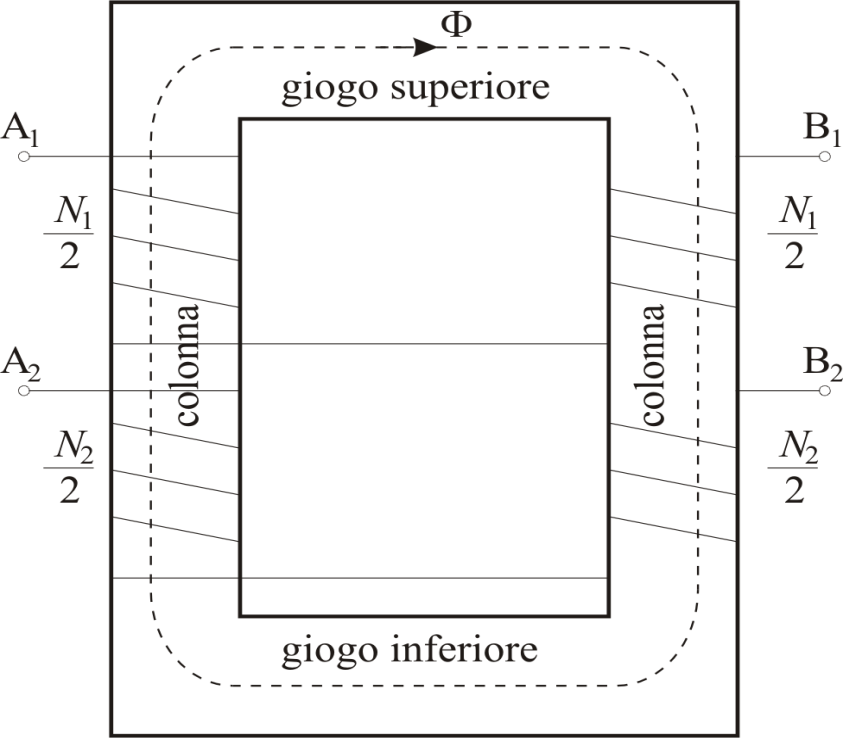 Φ
giogo superiore
A₁
B₁
N₁/2
N₁/2
colonna
colonna
A₂
B₂
N₂/2
N₂/2
giogo inferiore